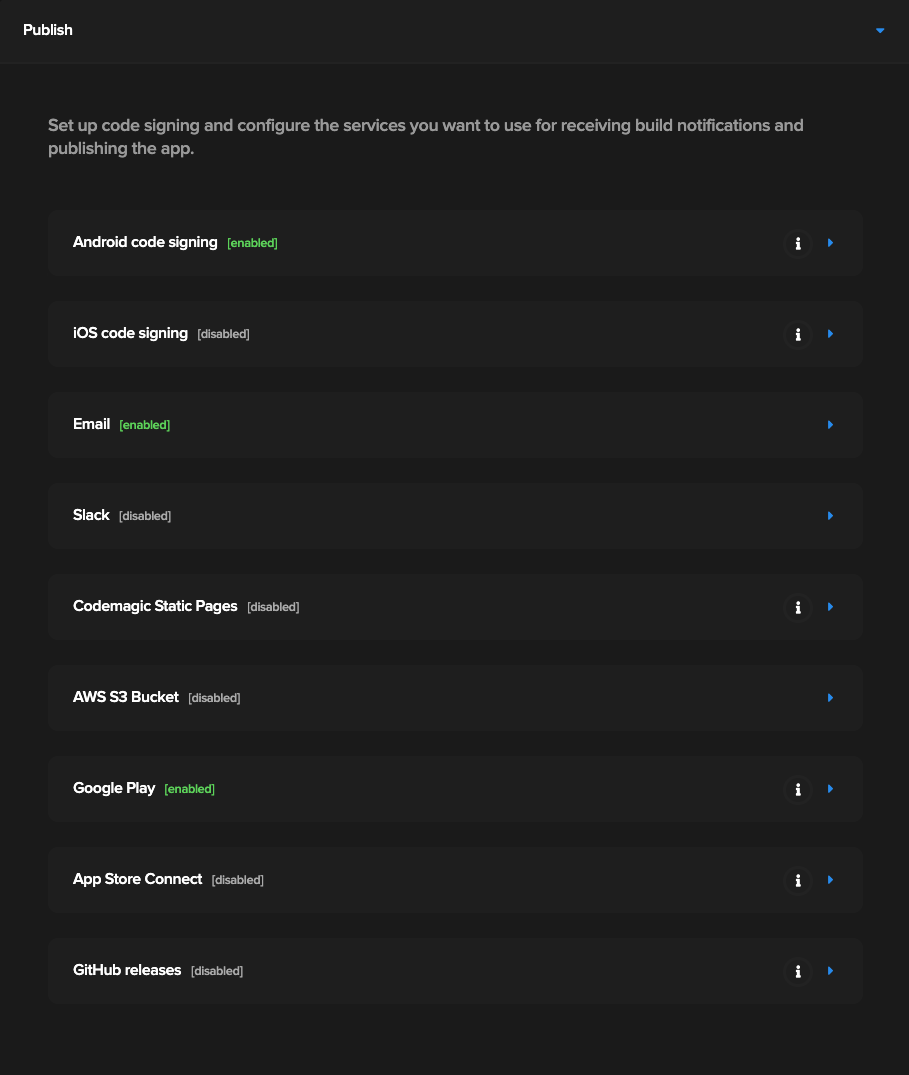 Publish
Set up code signing and configure the services you want to use for receiving build notifications and
publishing the app.
Android code signing [enabled]
iOS code signing [disabled]
Email [enabled]
Slack [disabled]
Codemagic Static Pages [disabled]
AWS S3 Bucket [disabled]
Google Play [enabled]
App Store Connect [disabled]
GitHub releases [disabled]